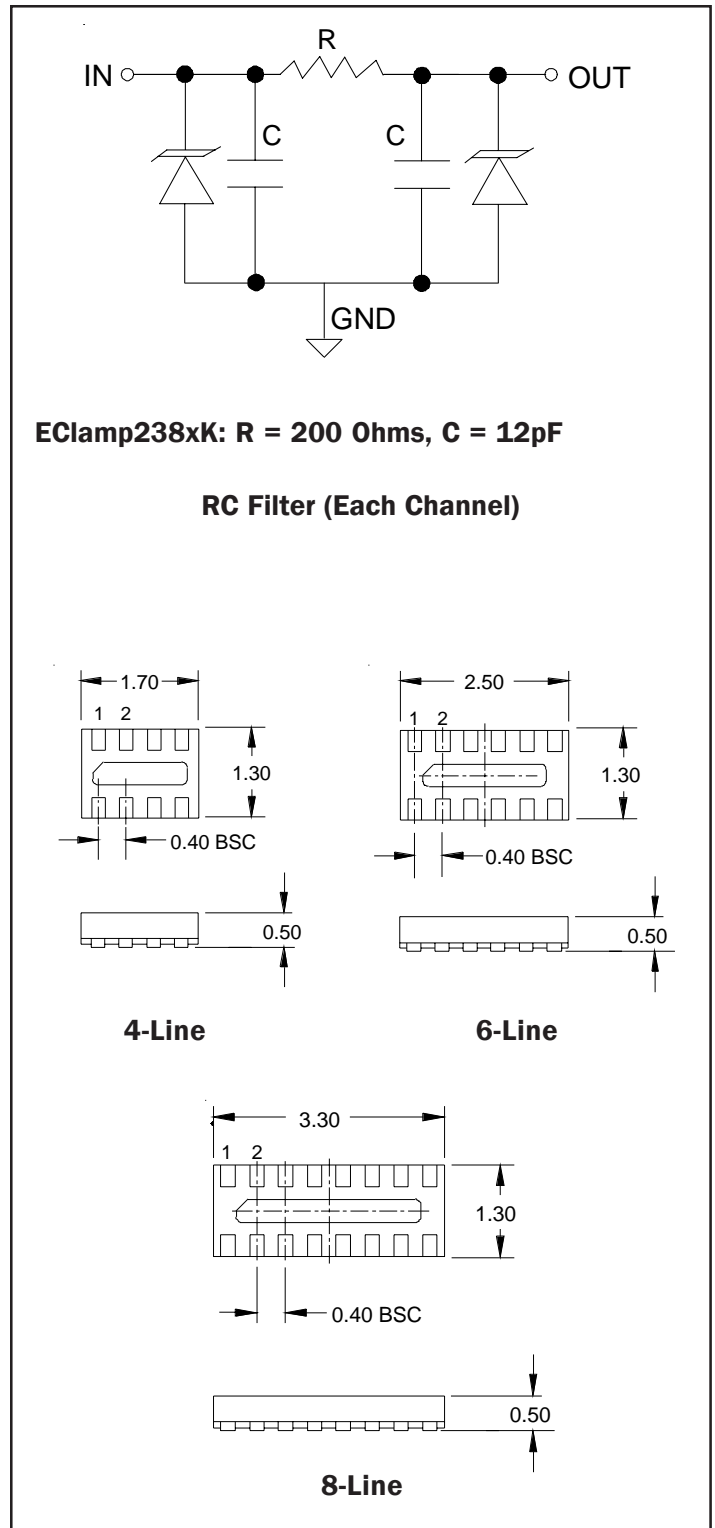 R
IN OUT
C C
GND
EClamp238xK: R = 200 Ohms, C = 12pF
RC Filter (Each Channel)
1.70
1 2
1.30
0.40 BSC
0.50
4-Line
2.50
1 2
1.30
0.40 BSC
0.50
6-Line
3.30
1 2
1.30
0.40 BSC
0.50
8-Line